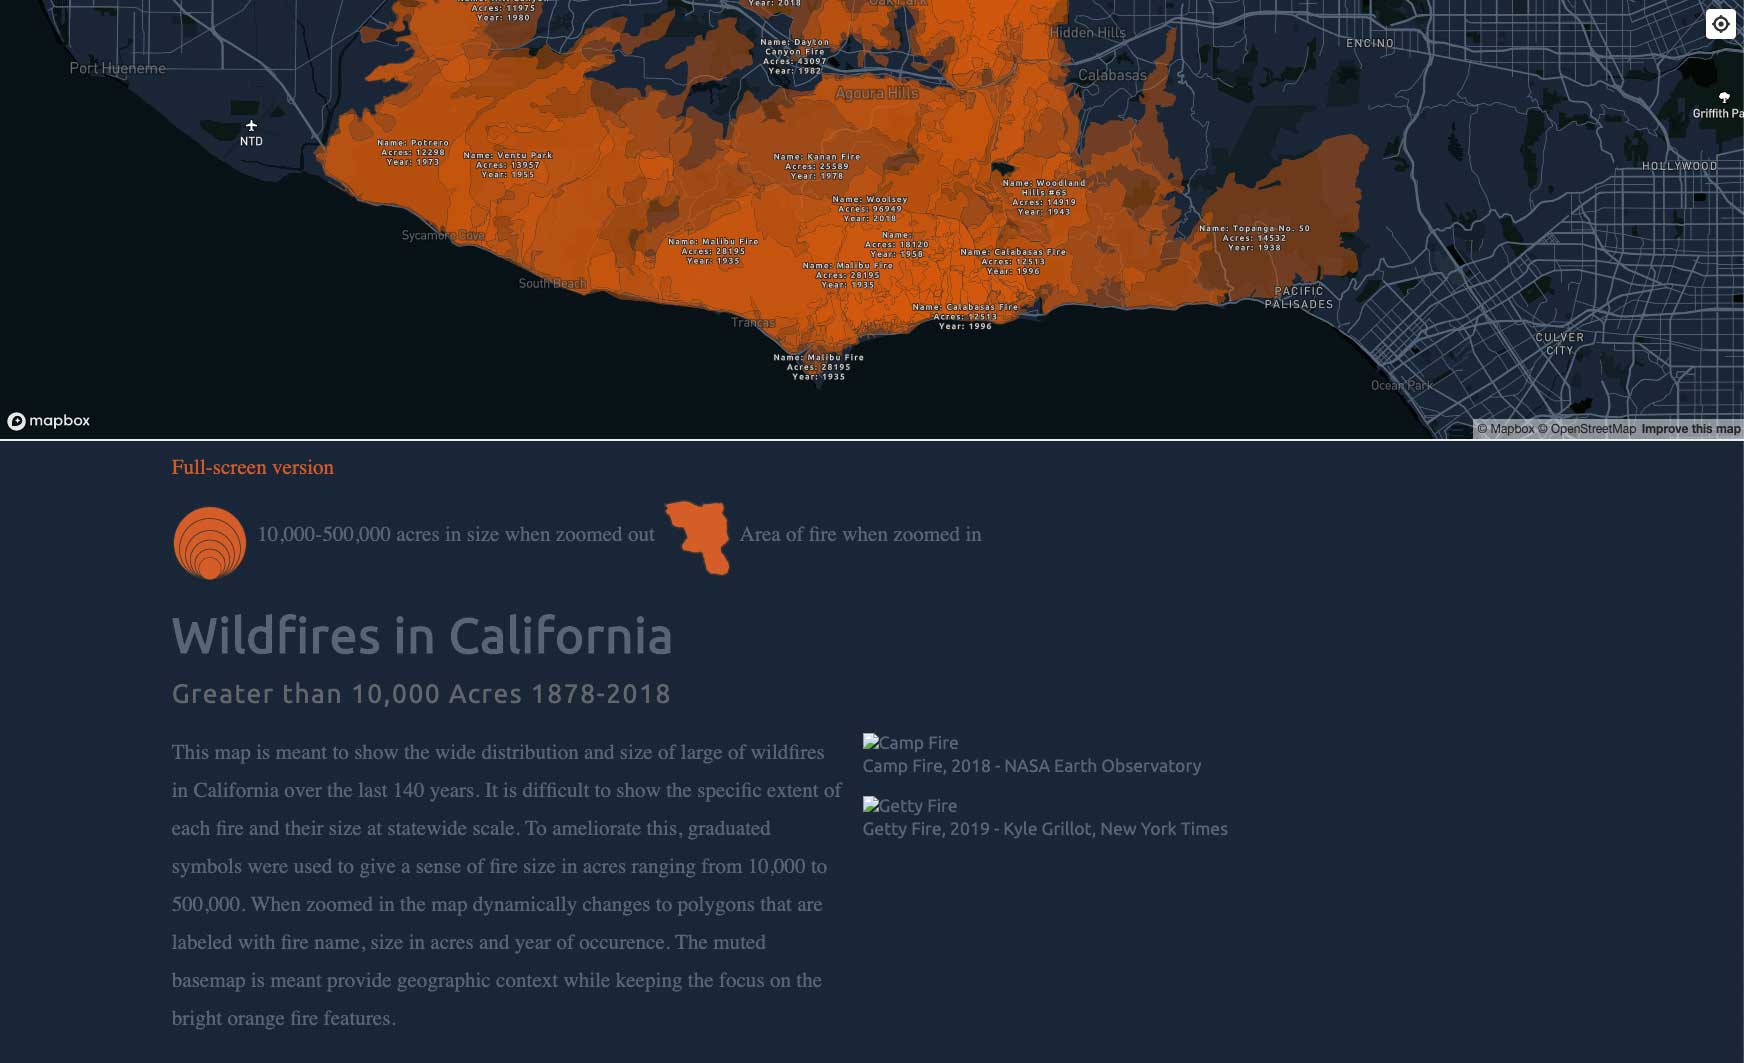 Acres: 11975
Year: 1980
Year: 2018
Oak Park
Hidden Hills
ENCINO
Name: Dayton
Canyon Fire
Acres: 43097
Year: 1982
Port Hueneme
Calabasas
Agoura Hills
Griffith Pa
NTD
Name: Potrero
Acres: 12298
Year: 1973
Name: Ventu Park
Acres: 13957
Year: 1955
Name: Kanan Fire
Acres: 25589
Year: 1978
HOLLYWOOD
Name: Woodland
Hills #65
Acres: 14919
Year: 1943
Name: Woolsey
Acres: 96949
Year: 2018
Sycamore Cove
Name: Malibu Fire
Acres: 28195
Year: 1935
Name:
Acres: 18120
Year: 1958
Name: Calabasas Fire
Acres: 12513
Year: 1996
Name: Topanga No. 50
Acres: 14532
Year: 1938
Name: Malibu Fire
Acres: 28195
Year: 1935
South Beach
PACIFIC
PALISADES
Name: Calabasas Fire
Acres: 12513
Year: 1996
Trancas
CULVER
CITY
Name: Malibu Fire
Acres: 28195
Year: 1935
Ocean Park
mapbox
© Mapbox © OpenStreetMap Improve this map
Full-screen version
10,000-500,000 acres in size when zoomed out
Area of fire when zoomed in
Wildfires in California
Greater than 10,000 Acres 1878-2018
This map is meant to show the wide distribution and size of large of wildfires
in California over the last 140 years. It is difficult to show the specific extent of
each fire and their size at statewide scale. To ameliorate this, graduated
symbols were used to give a sense of fire size in acres ranging from 10,000 to
500,000. When zoomed in the map dynamically changes to polygons that are
labeled with fire name, size in acres and year of occurence. The muted
basemap is meant provide geographic context while keeping the focus on the
bright orange fire features.
Camp Fire
Camp Fire, 2018 - NASA Earth Observatory
Getty Fire
Getty Fire, 2019 - Kyle Grillot, New York Times